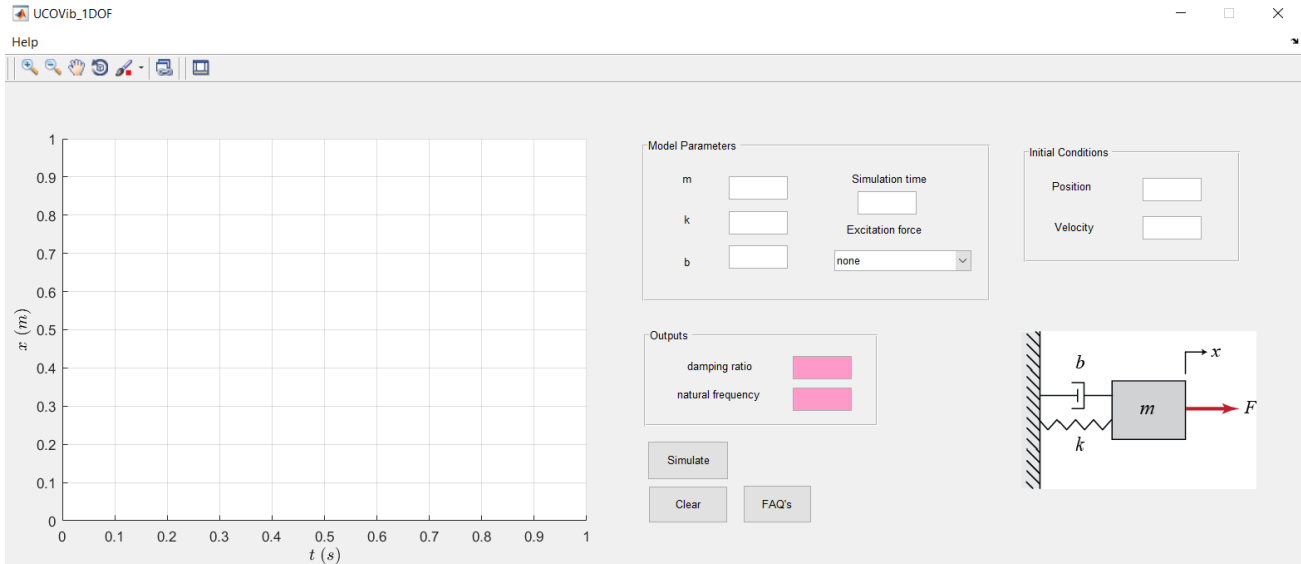 UCOVib_1DOF
Help
1
0.9
0.8
0.7
0.6
0.5
0.4
0.3
0.2
0.1
0
x (m)
0 0.1 0.2 0.3 0.4 0.5 0.6 0.7 0.8 0.9 1
t (s)
Model Parameters
m
k
b
Simulation time
Excitation force
none
Initial Conditions
Position
Velocity
Outputs
damping ratio
natural frequency
Simulate
Clear
FAQ's
b
x
m
F
k